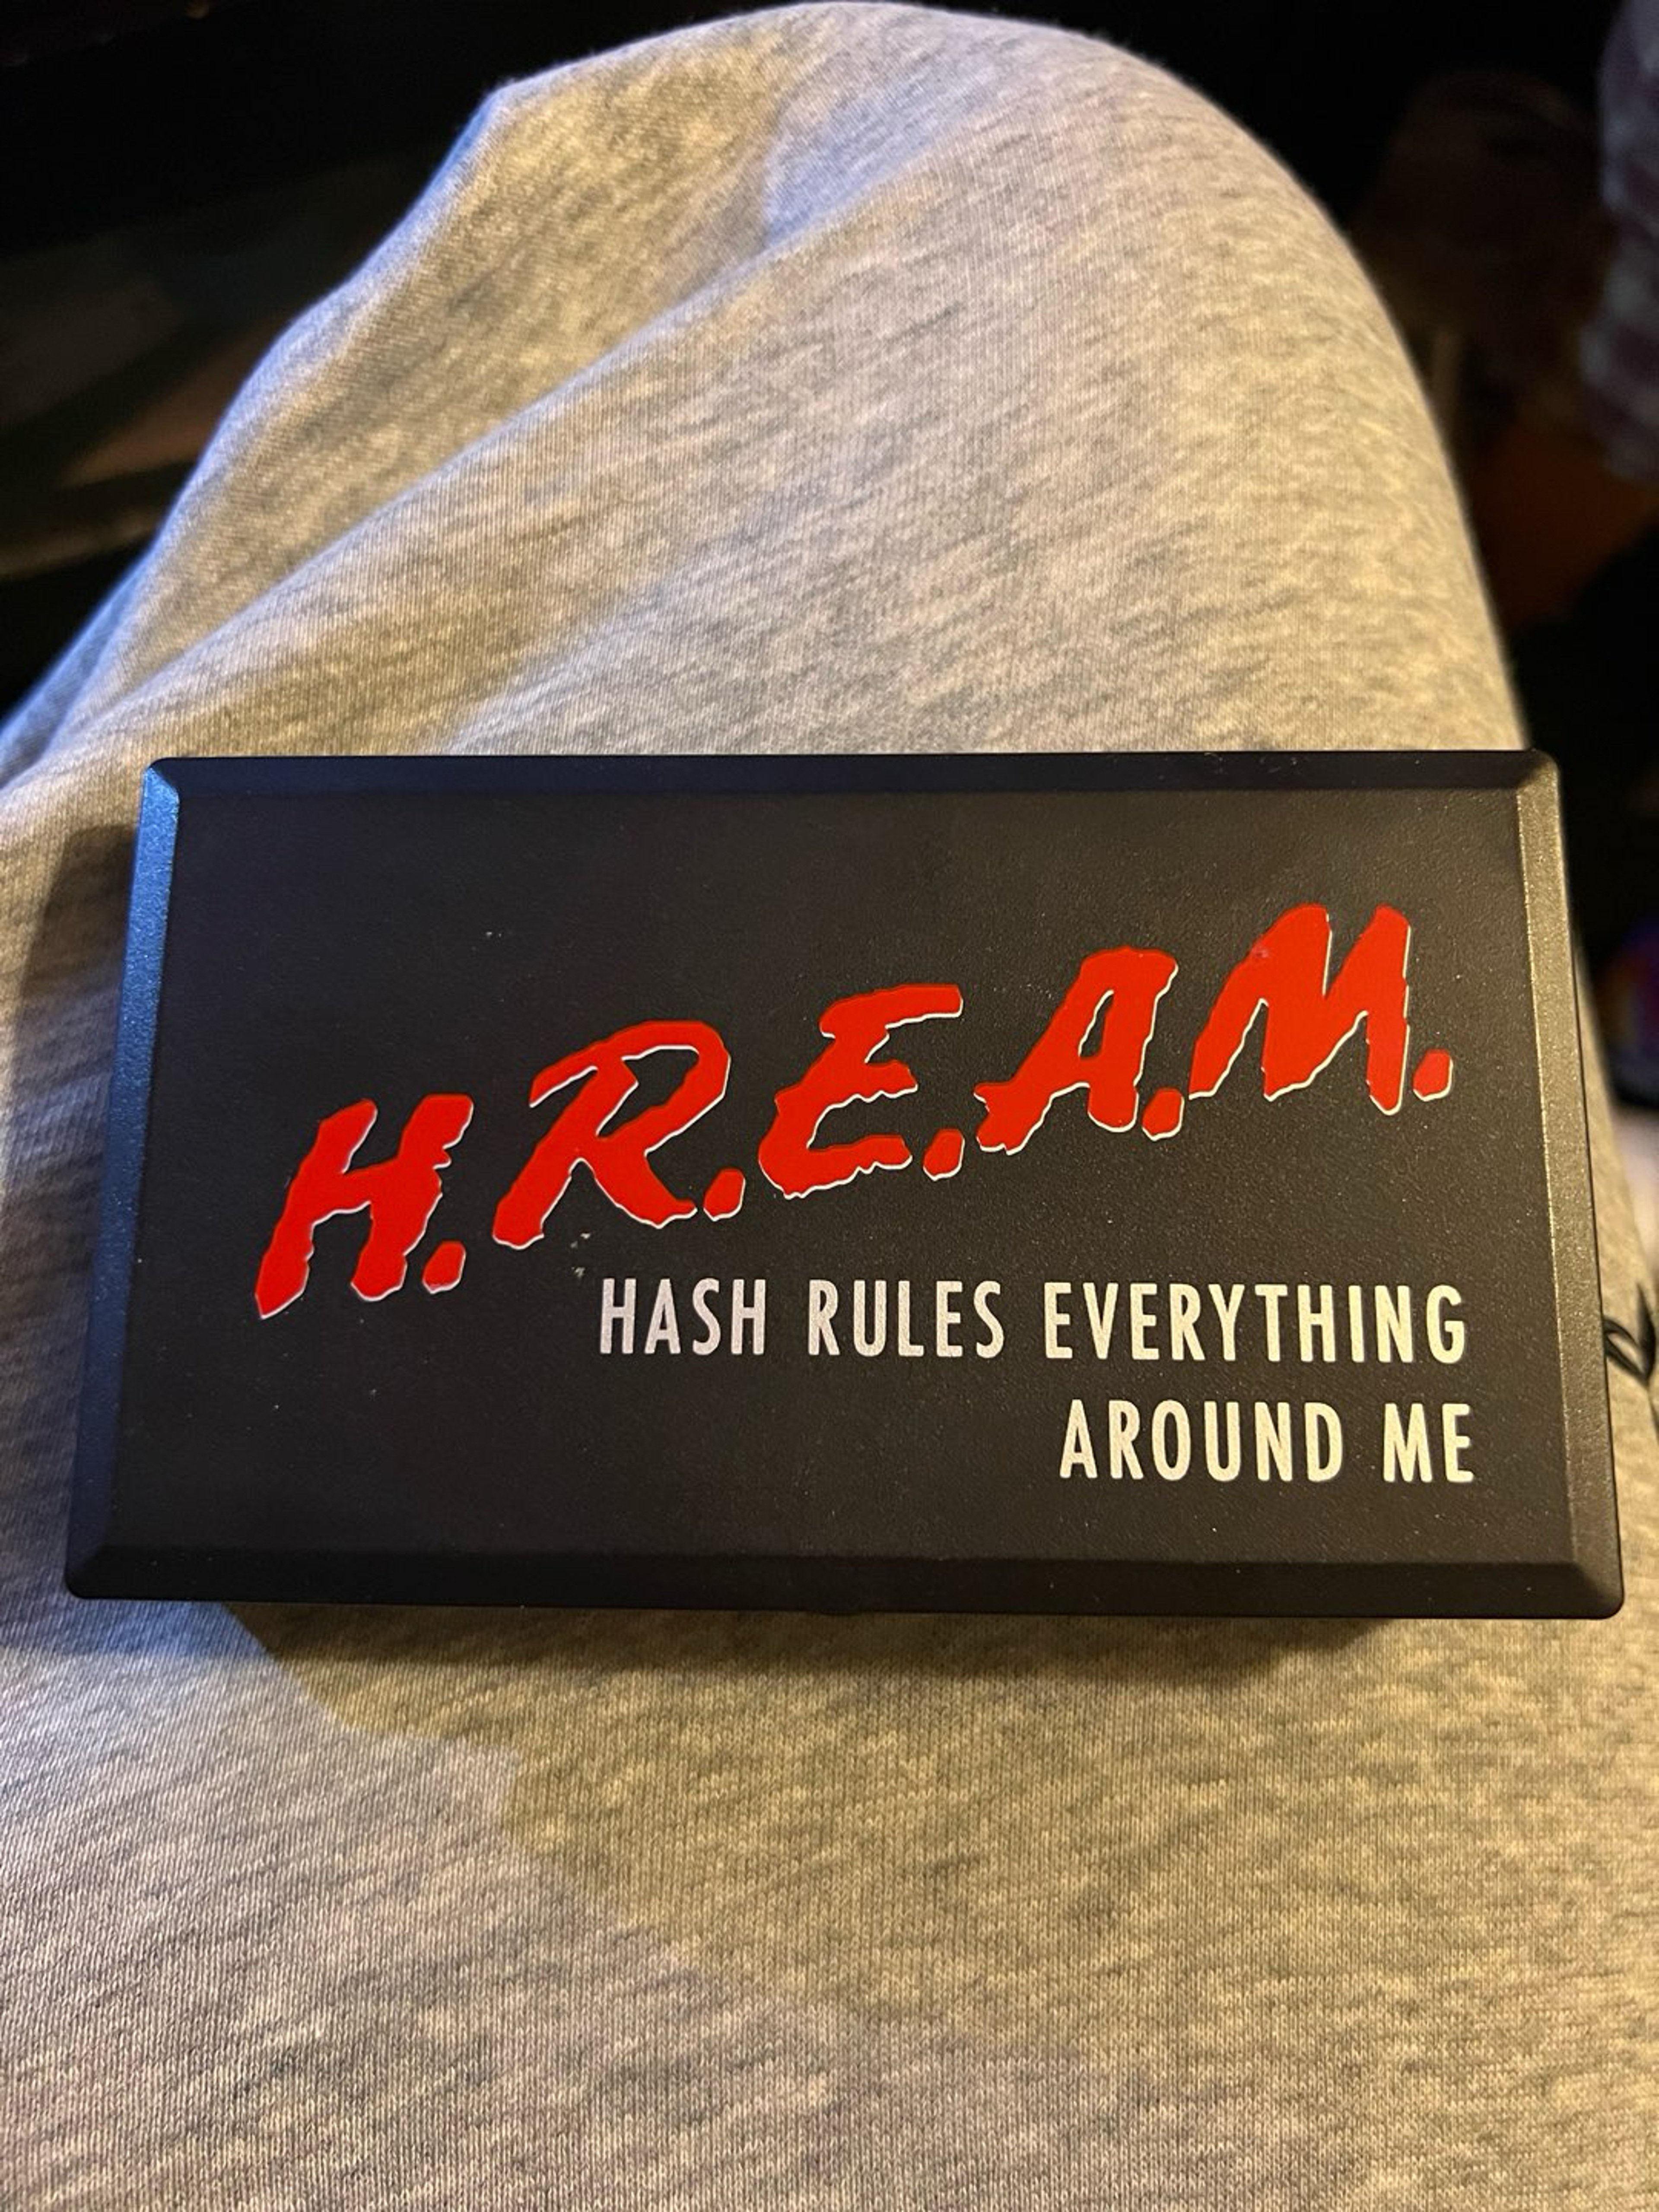 H.R.E.A.M.
HASH RULES EVERYTHING
AROUND ME